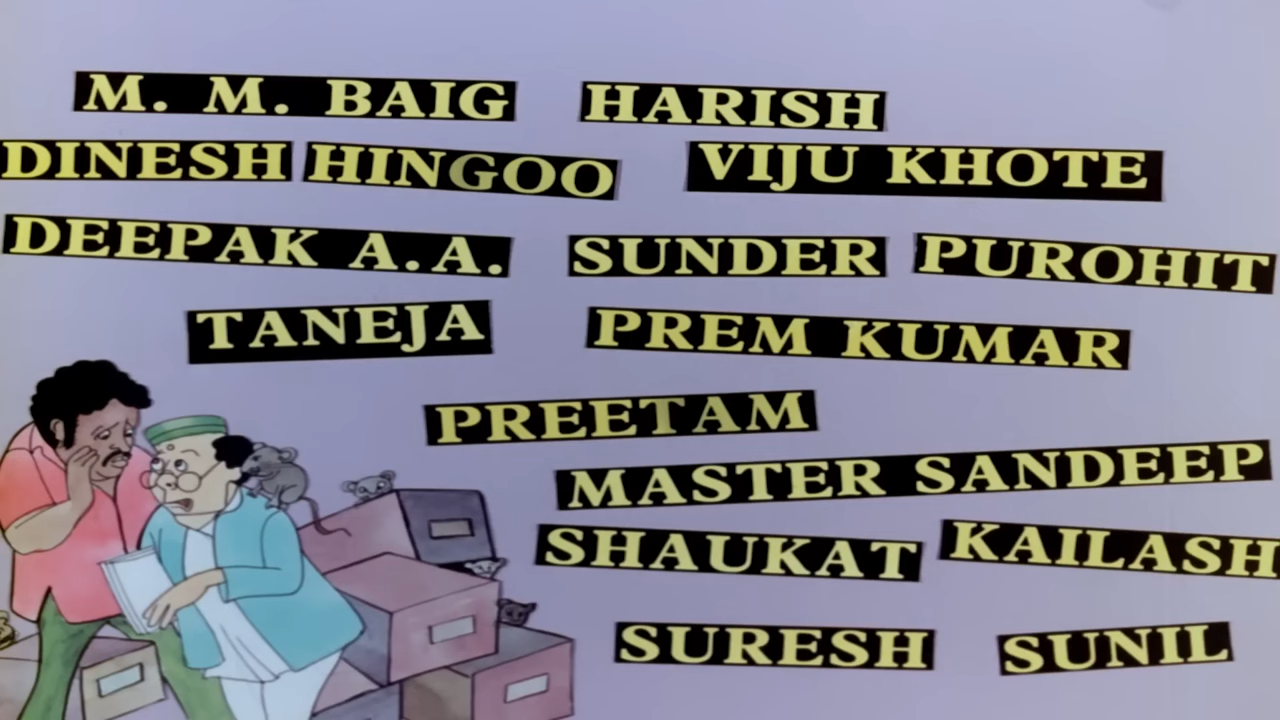 M. M. BAIG HARISH
DINESH HINGOO VIJU KHOTE
DEEPAK A.A. SUNDER PUROHIT
TANEJA PREM KUMAR
PREETAM
MASTER SANDEEP
SHAUKAT KAILASH
SURESH SUNIL